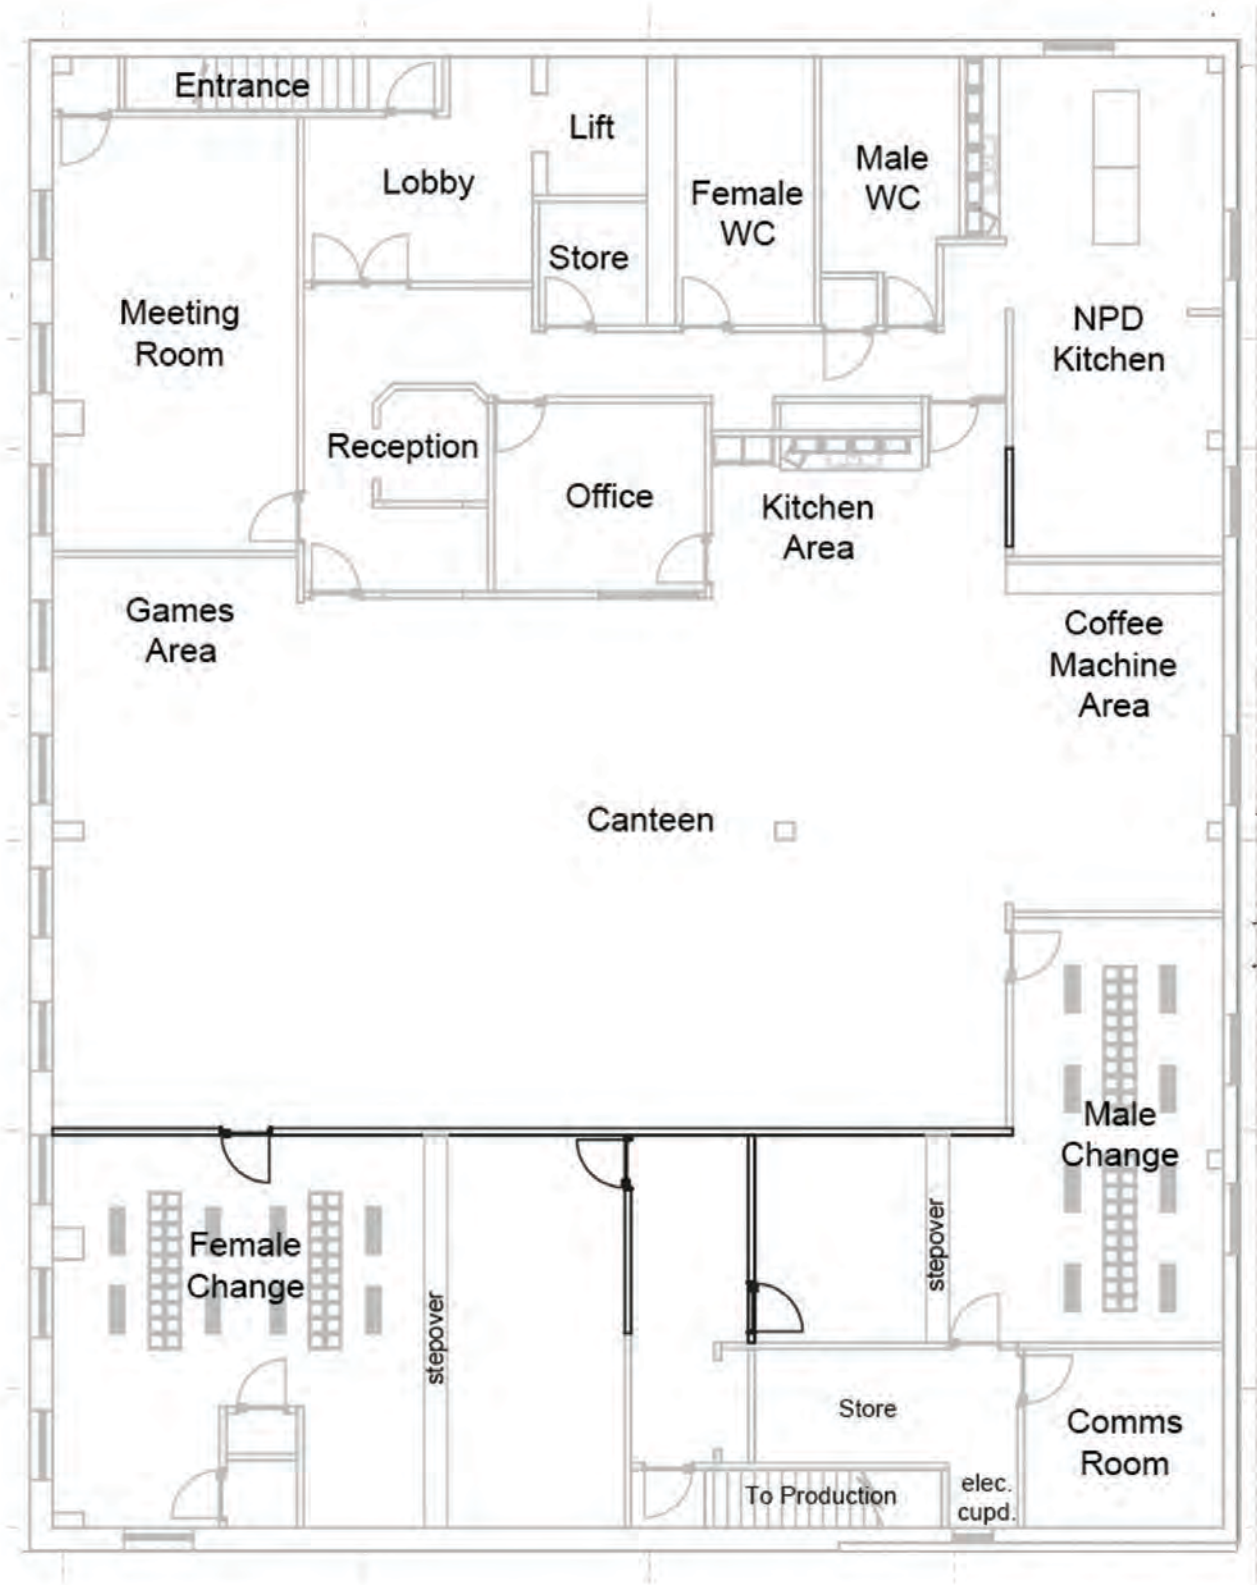 Entrance
Lift
Lobby
Male
WC
Female
WC
Store
Meeting
Room
NPD
Kitchen
Reception
Office
Kitchen
Area
Games
Area
Coffee
Machine
Area
Canteen
Male
Change
Female
Change
stepover
stepover
Store
Comms
Room
To Production
elec.
cupd.